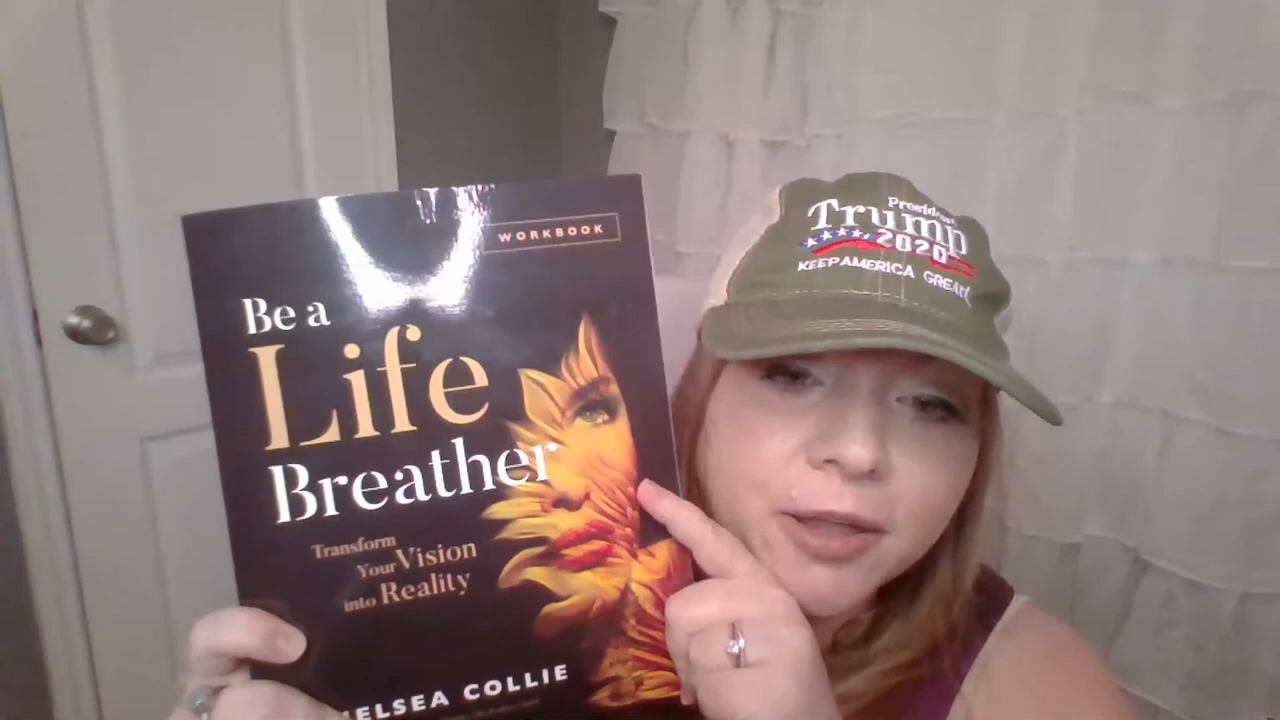 WORKBOOK
Be a
Life
Breather
Transform
Your Vision
into Reality
ELSEA COLLIE
President
Trump
2020
KEEP AMERICA GREAT